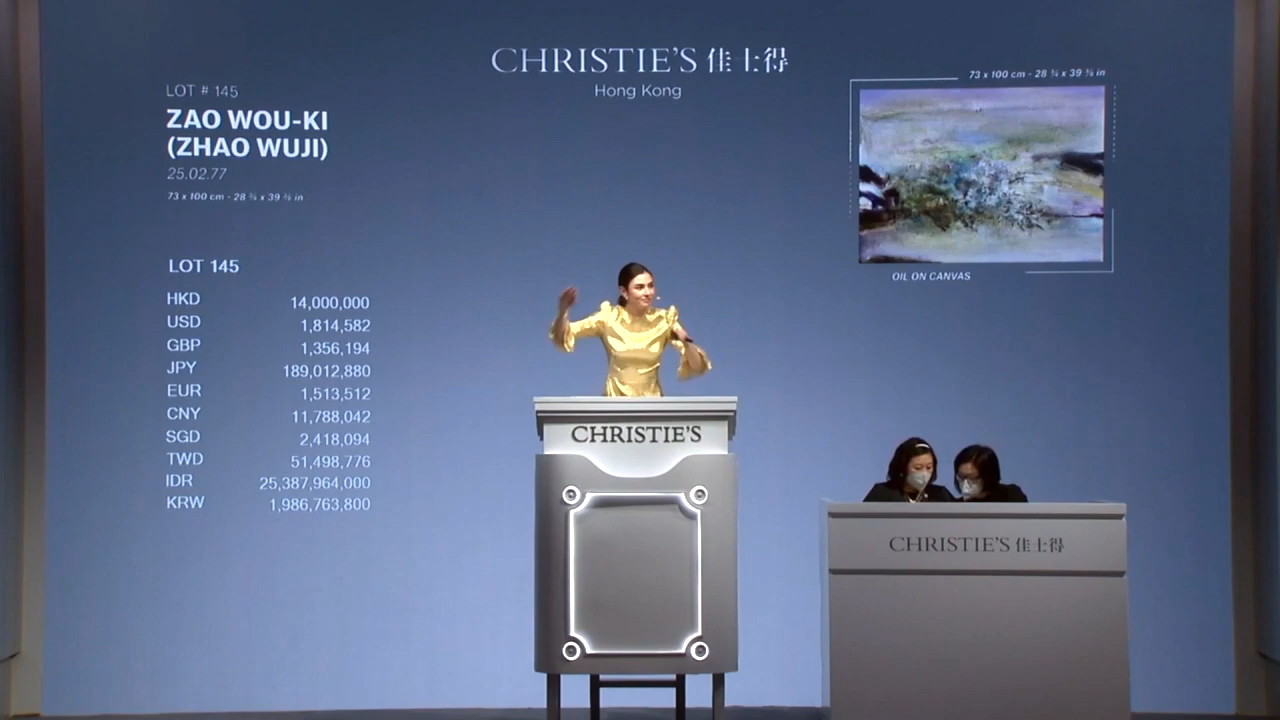 CHRISTIE'S 佳士得
Hong Kong
LOT # 145
ZAO WOU-KI
(ZHAO WUJI)
25.02.77
73 x 100 cm - 28 ¾ x 39 ⅜ in
73 x 100 cm - 28 ¾ x 39 ⅜ in
OIL ON CANVAS
LOT 145
HKD 14,000,000
USD 1,814,582
GBP 1,356,194
JPY 189,012,880
EUR 1,513,512
CNY 11,788,042
SGD 2,418,094
TWD 51,498,776
IDR 25,387,964,000
KRW 1,986,763,800
CHRISTIE'S
CHRISTIE'S 佳士得